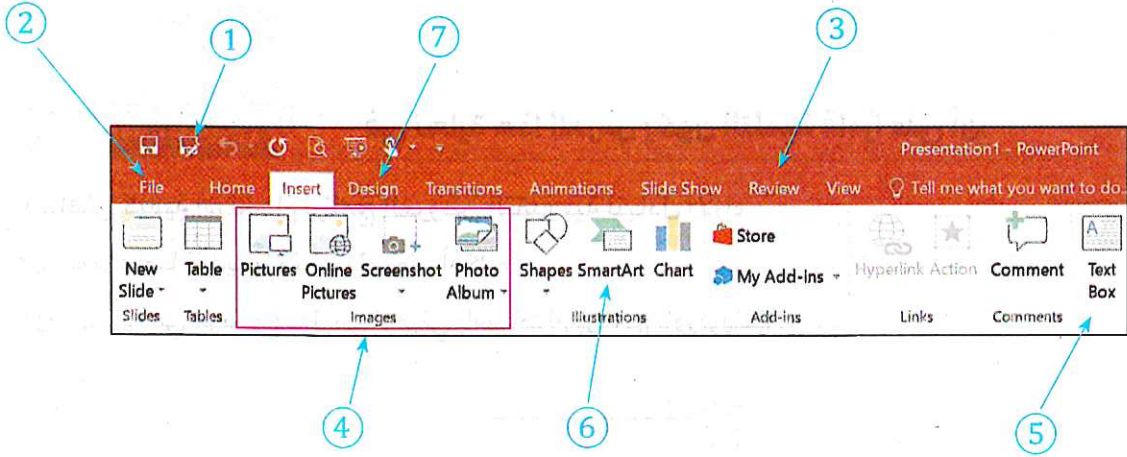 2
1
7
3
Presentation1 - PowerPoint
File Home Insert Design Transitions Animations Slide Show Review View Tell me what you want to do..
New Slide
Table
Pictures
Online Pictures
Screenshot
Photo Album
Shapes
SmartArt
Chart
Store
My Add-ins
Hyperlink
Action
Comment
A
Text Box
Slides Tables Images Illustrations Add-ins Links Comments
4
6
5